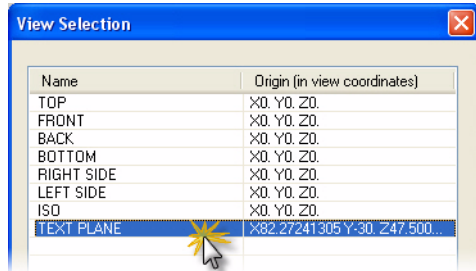 View Selection
Name Origin (in view coordinates)
TOP X0. Y0. Z0.
FRONT X0. Y0. Z0.
BACK X0. Y0. Z0.
BOTTOM X0. Y0. Z0.
RIGHT SIDE X0. Y0. Z0.
LEFT SIDE X0. Y0. Z0.
ISO X0. Y0. Z0.
TEXT PLANE X82.27241305 Y-30. Z47.500...